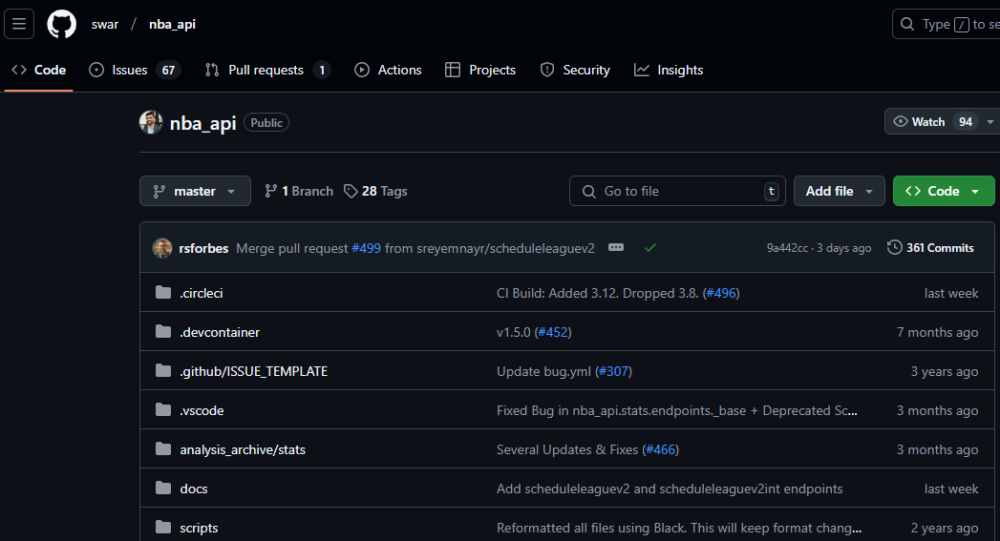 swar / nba_api Type / to se
Code Issues 67 Pull requests 1 Actions Projects Security Insights
nba_api Public Watch 94
master 1 Branch 28 Tags Go to file t Add file Code
rsforbes Merge pull request #499 from sreyemnayr/scheduleleaguev2 9a442cc · 3 days ago 361 Commits
.circleci CI Build: Added 3.12. Dropped 3.8. (#496) last week
.devcontainer v1.5.0 (#452) 7 months ago
.github/ISSUE_TEMPLATE Update bug.yml (#307) 3 years ago
.vscode Fixed Bug in nba_api.stats.endpoints._base + Deprecated Sc... 3 months ago
analysis_archive/stats Several Updates & Fixes (#466) 3 months ago
docs Add scheduleleaguev2 and scheduleleaguev2int endpoints last week
scripts Reformatted all files using Black. This will keep format chang... 2 years ago